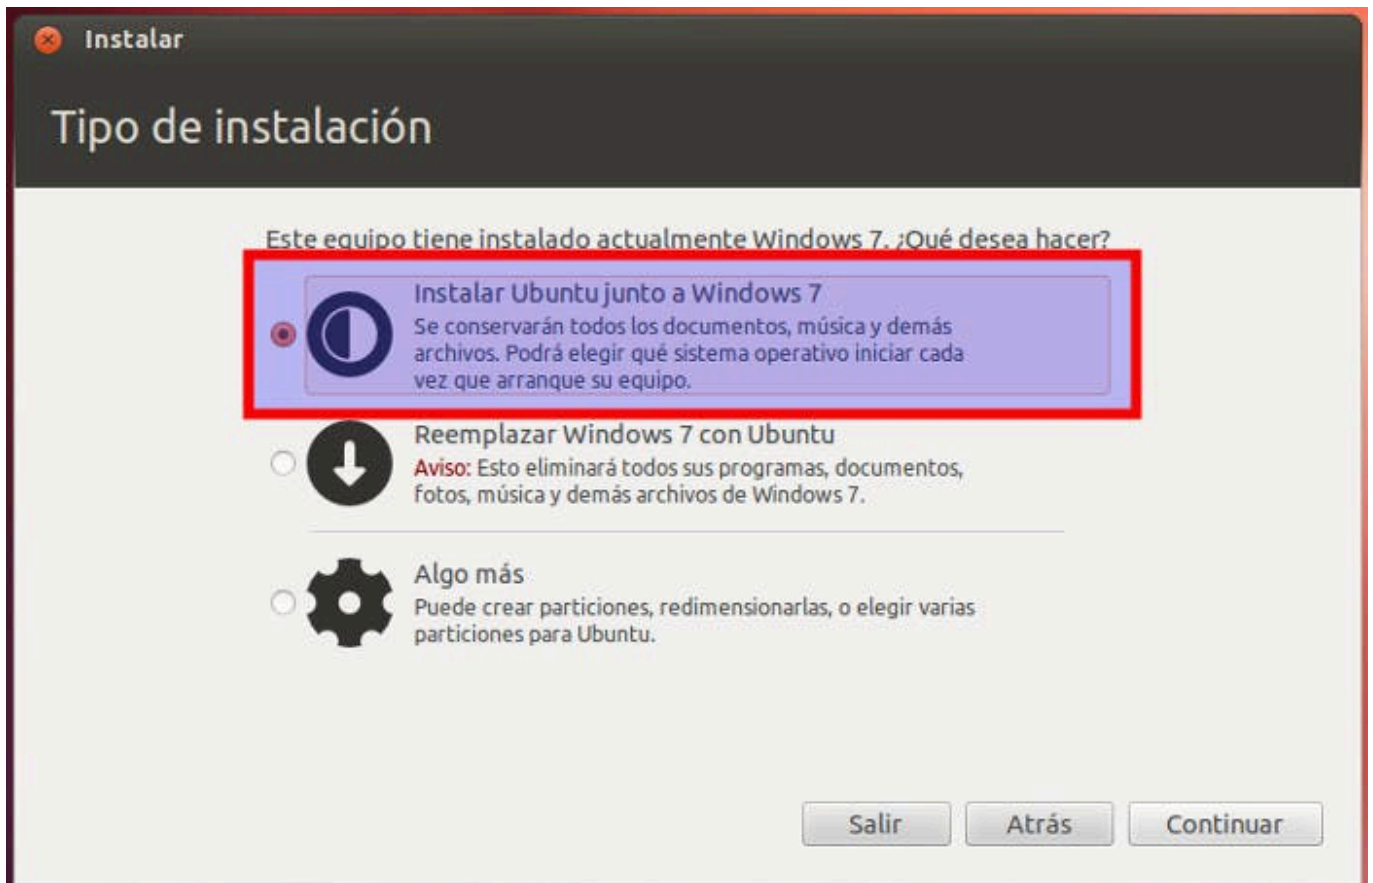 Instalar
Tipo de instalación
Este equipo tiene instalado actualmente Windows 7. ¿Qué desea hacer?
Instalar Ubuntu junto a Windows 7
Se conservarán todos los documentos, música y demás
archivos. Podrá elegir qué sistema operativo iniciar cada
vez que arranque su equipo.
Reemplazar Windows 7 con Ubuntu
Aviso: Esto eliminará todos sus programas, documentos,
fotos, música y demás archivos de Windows 7.
Algo más
Puede crear particiones, redimensionarlas, o elegir varias
particiones para Ubuntu.
Salir Atrás Continuar